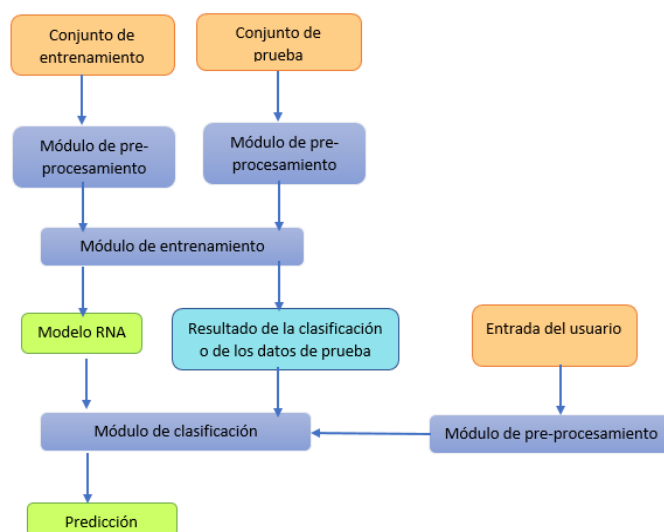 Conjunto de
entrenamiento
Conjunto de
prueba
Módulo de pre-
procesamiento
Módulo de pre-
procesamiento
Módulo de entrenamiento
Modelo RNA
Resultado de la clasificación
o de los datos de prueba
Entrada del usuario
Módulo de clasificación
Módulo de pre-procesamiento
Predicción